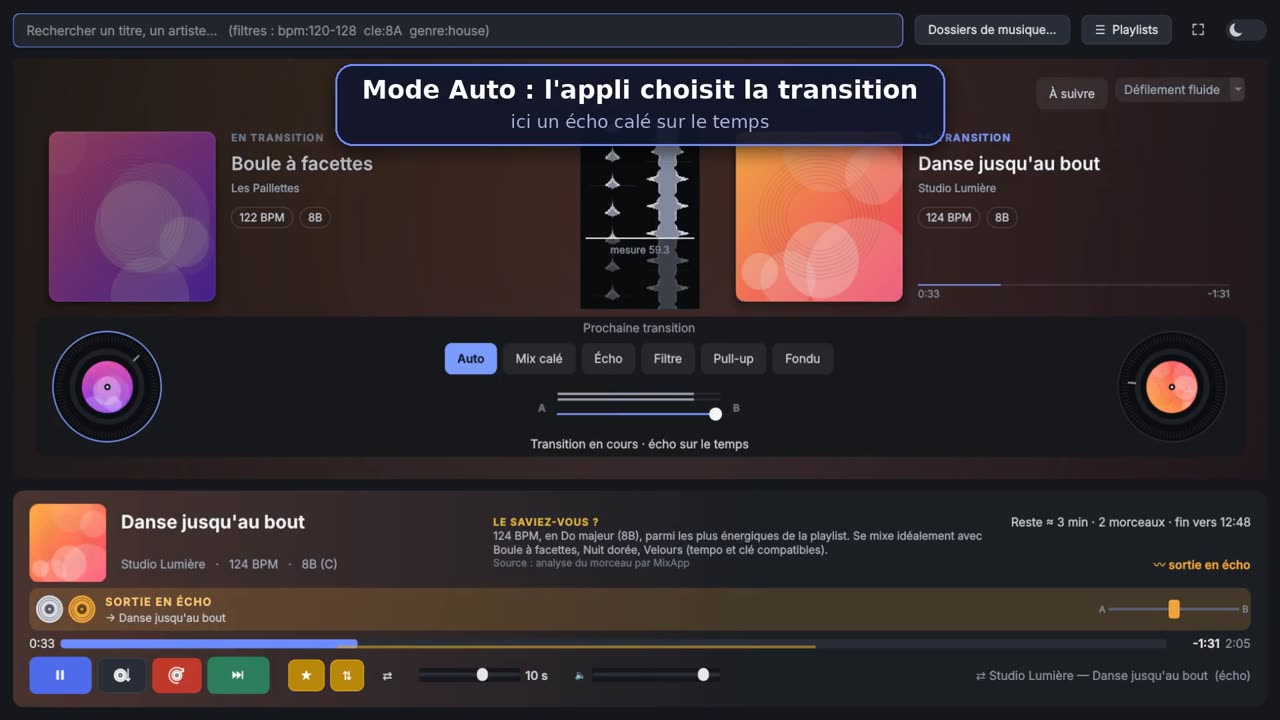 Rechercher un titre, un artiste... (filtres : bpm:120-128 cle:8A genre:house)
Dossiers de musique...
☰ Playlists
Mode Auto : l'appli choisit la transition
ici un écho calé sur le temps
À suivre
Défilement fluide
EN TRANSITION
Boule à facettes
Les Paillettes
122 BPM
8B
mesure 59.3
TRANSITION
Danse jusqu'au bout
Studio Lumière
124 BPM
8B
0:33
-1:31
Prochaine transition
Auto
Mix calé
Écho
Filtre
Pull-up
Fondu
A
B
Transition en cours · écho sur le temps
Danse jusqu'au bout
Studio Lumière · 124 BPM · 8B (C)
LE SAVIEZ-VOUS ?
124 BPM, en Do majeur (8B), parmi les plus énergiques de la playlist. Se mixe idéalement avec
Boule à facettes, Nuit dorée, Velours (tempo et clé compatibles).
Source : analyse du morceau par MixApp
Reste ≈ 3 min · 2 morceaux · fin vers 12:48
sortie en écho
SORTIE EN ÉCHO
→ Danse jusqu'au bout
A
B
0:33
-1:31 2:05
10 s
⇄ Studio Lumière — Danse jusqu'au bout (écho)